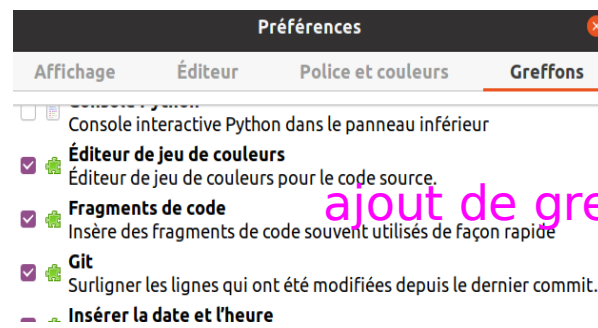 Préférences
Affichage Éditeur Police et couleurs Greffons
Console Python
Console interactive Python dans le panneau inférieur
Éditeur de jeu de couleurs
Éditeur de jeu de couleurs pour le code source.
ajout de gre
Fragments de code
Insère des fragments de code souvent utilisés de façon rapide
Git
Surligner les lignes qui ont été modifiées depuis le dernier commit.
Insérer la date et l’heure